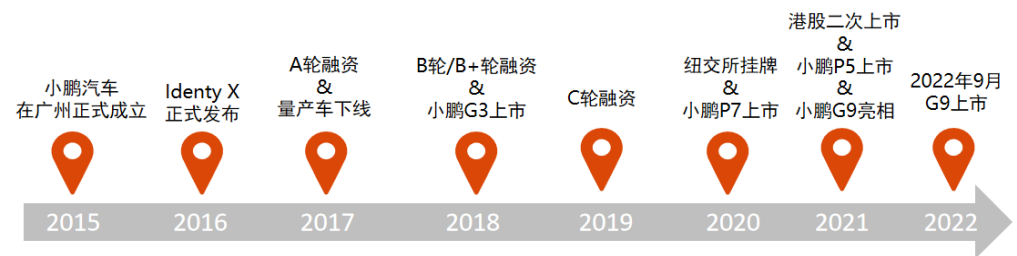 小鹏汽车
在广州正式成立
Identy X
正式发布
A轮融资
&
量产车下线
B轮/B+轮融资
&
小鹏G3上市
C轮融资
纽交所挂牌
&
小鹏P7上市
港股二次上市
&
小鹏P5上市
&
小鹏G9亮相
2022年9月
G9上市
2015
2016
2017
2018
2019
2020
2021
2022